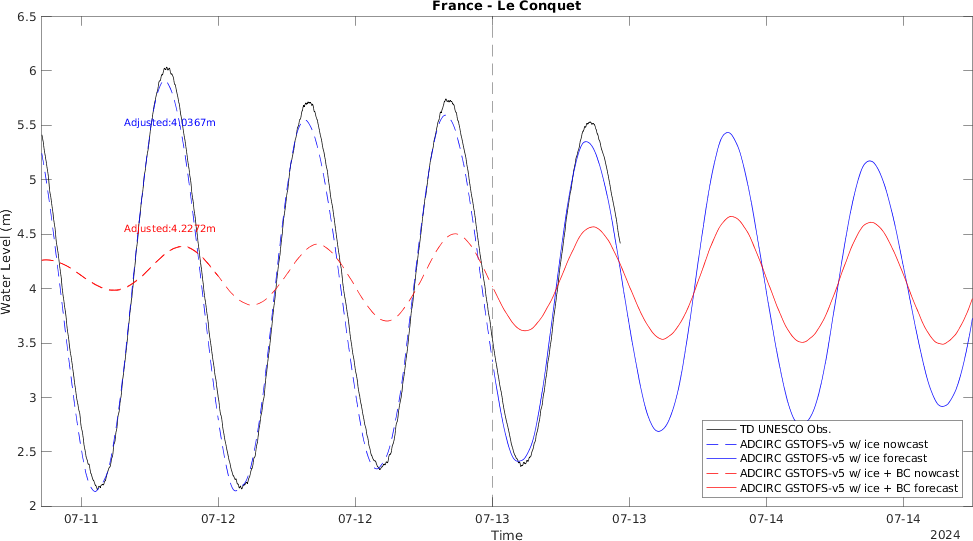 France - Le Conquet
6.5
6
5.5
5
4.5
4
3.5
3
2.5
2
Water Level (m)
Adjusted:4.0367m
Adjusted:4.2272m
TD UNESCO Obs.
ADCIRC GSTOFS-v5 w/ ice nowcast
ADCIRC GSTOFS-v5 w/ ice forecast
ADCIRC GSTOFS-v5 w/ ice + BC nowcast
ADCIRC GSTOFS-v5 w/ ice + BC forecast
07-11 07-12 07-12 07-13 07-13 07-14 07-14
Time
2024